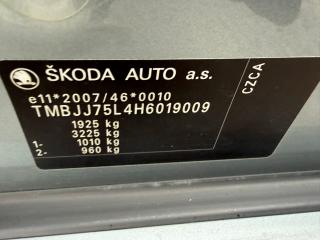 ŠKODA AUTO a.s.
e11*2007/46*0010
TMBJJ75L4H6019009
1925 kg
3225 kg
1- 1010 kg
2- 960 kg
CZCA